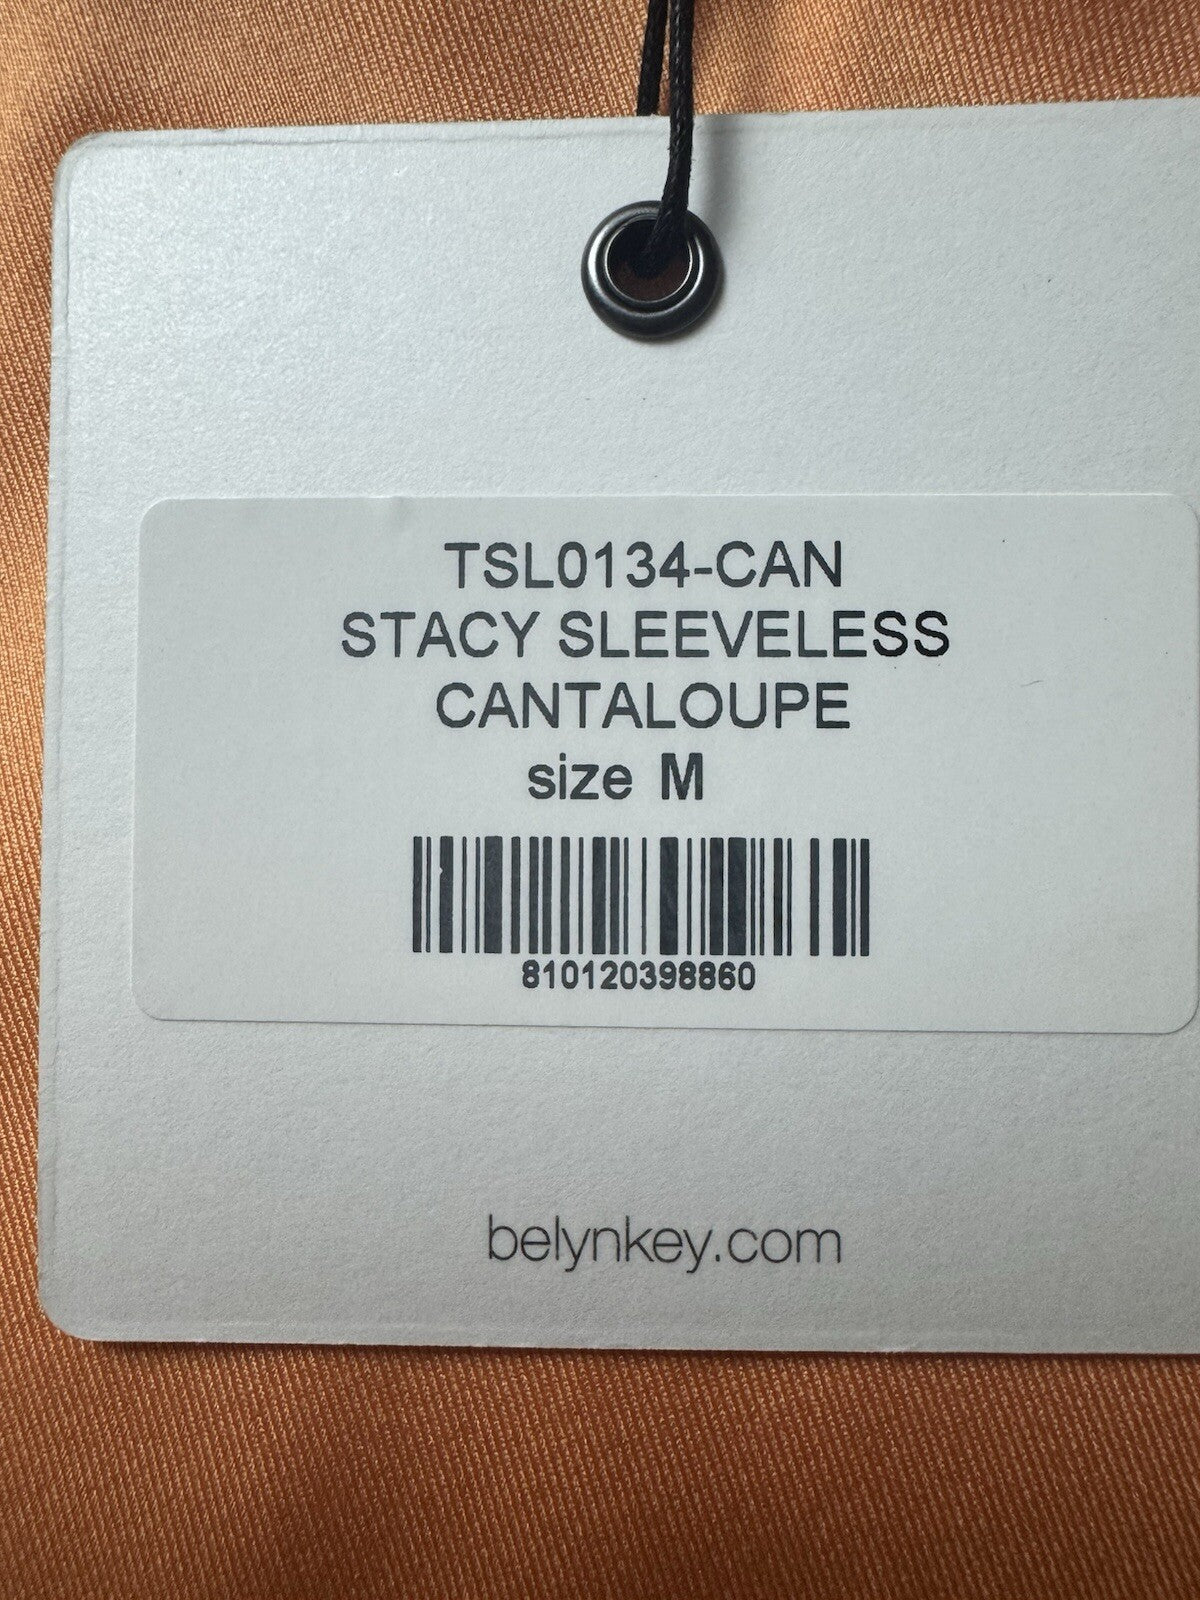 TSL0134-CAN
STACY SLEEVELESS
CANTALOUPE
size M
810120398860
belynkey.com